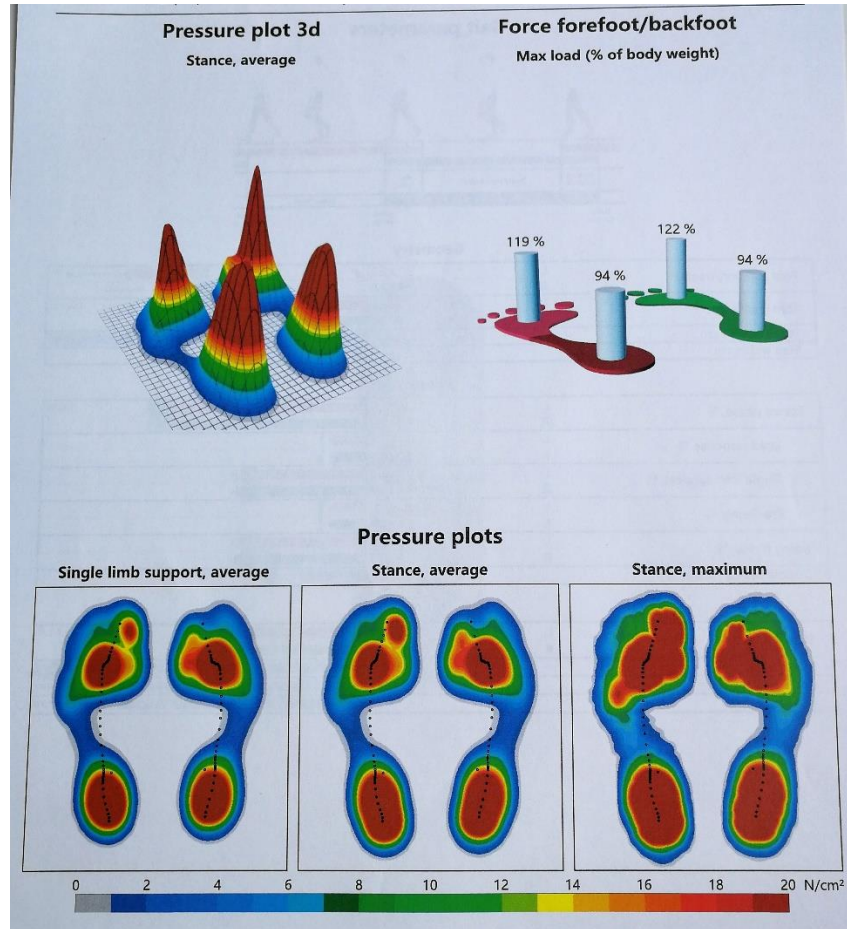 Pressure plot 3d
Stance, average
Force forefoot/backfoot
Max load (% of body weight)
119 %
94 %
122 %
94 %
Pressure plots
Single limb support, average
Stance, average
Stance, maximum
0 2 4 6 8 10 12 14 16 18 20 N/cm²